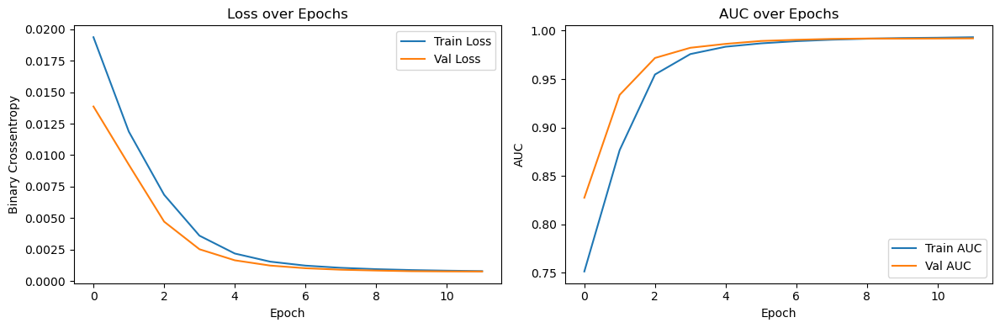 Loss over Epochs
Binary Crossentropy
0.0200
0.0175
0.0150
0.0125
0.0100
0.0075
0.0050
0.0025
0.0000
Train Loss
Val Loss
0 2 4 6 8 10
Epoch
AUC over Epochs
AUC
1.00
0.95
0.90
0.85
0.80
0.75
Train AUC
Val AUC
0 2 4 6 8 10
Epoch